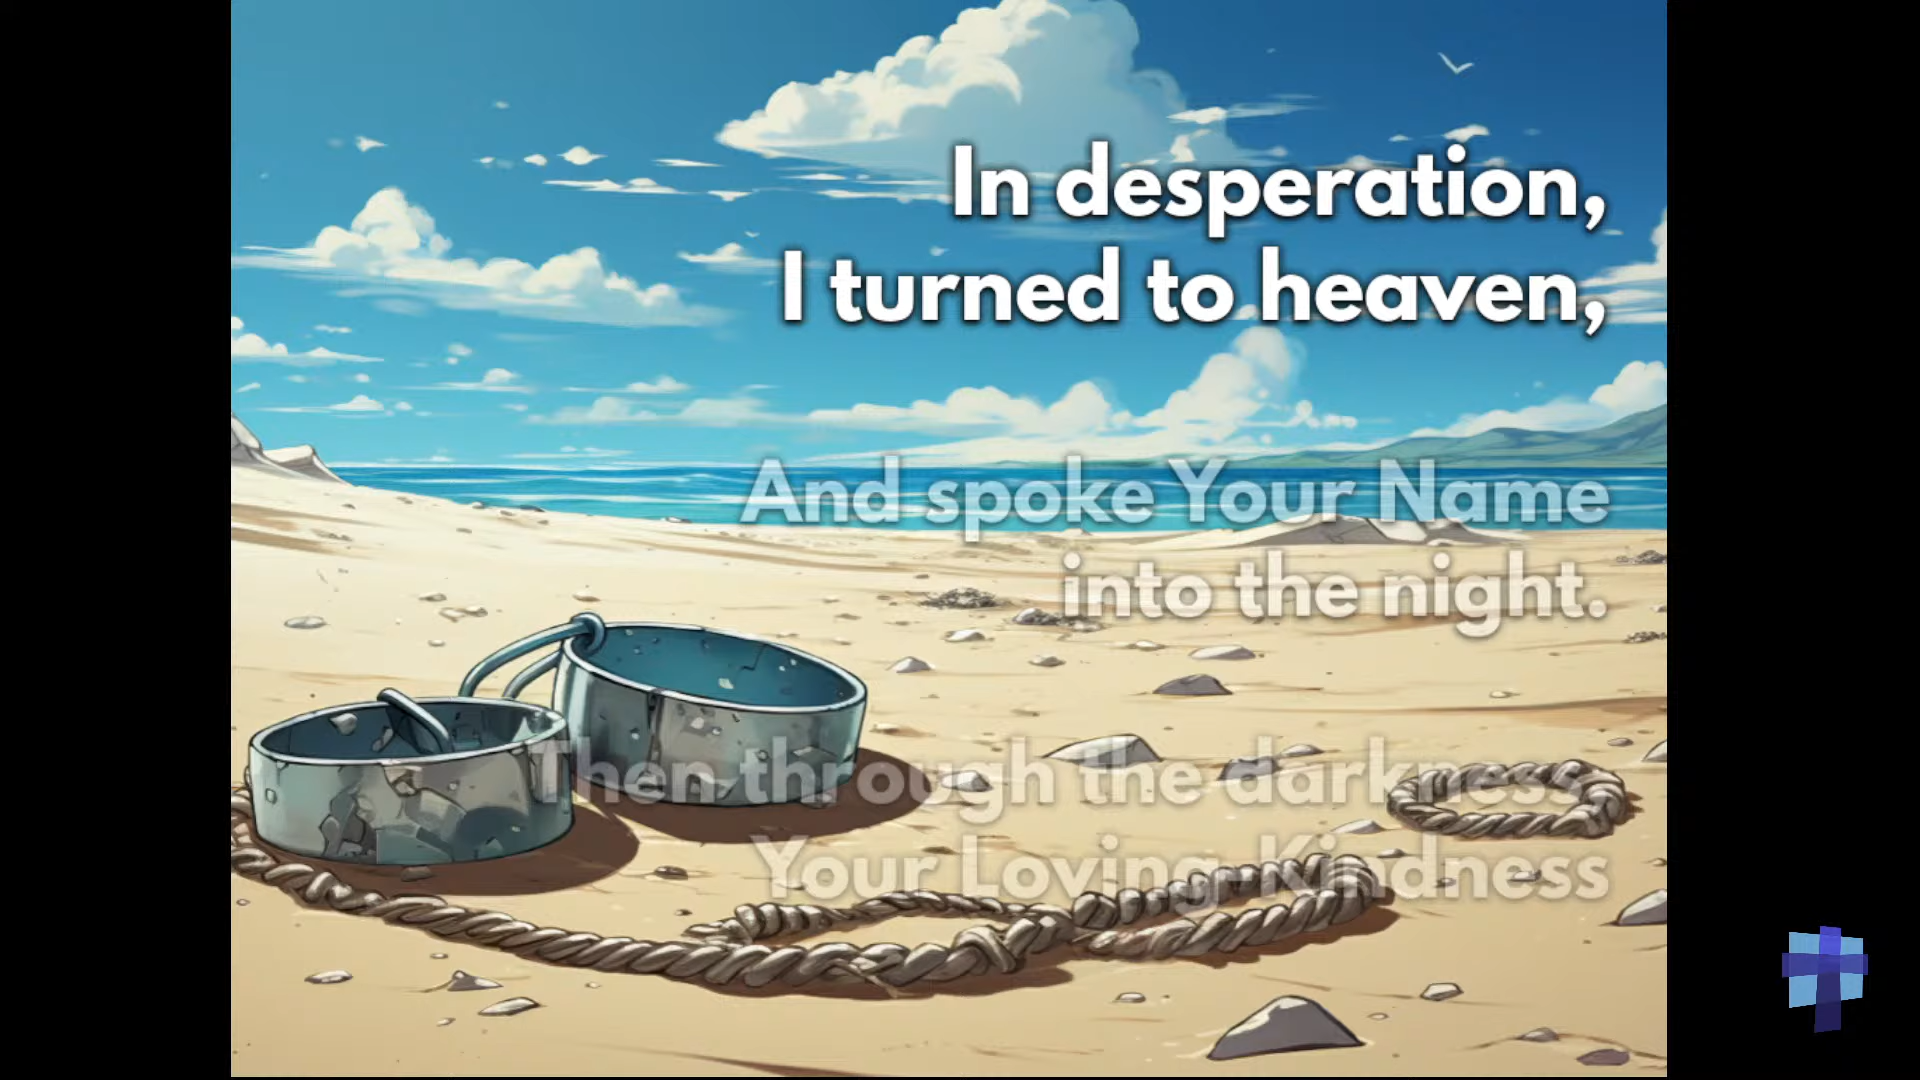 In desperation,
I turned to heaven,
And spoke Your Name
into the night.
Then through the darkness,
Your Loving-Kindness